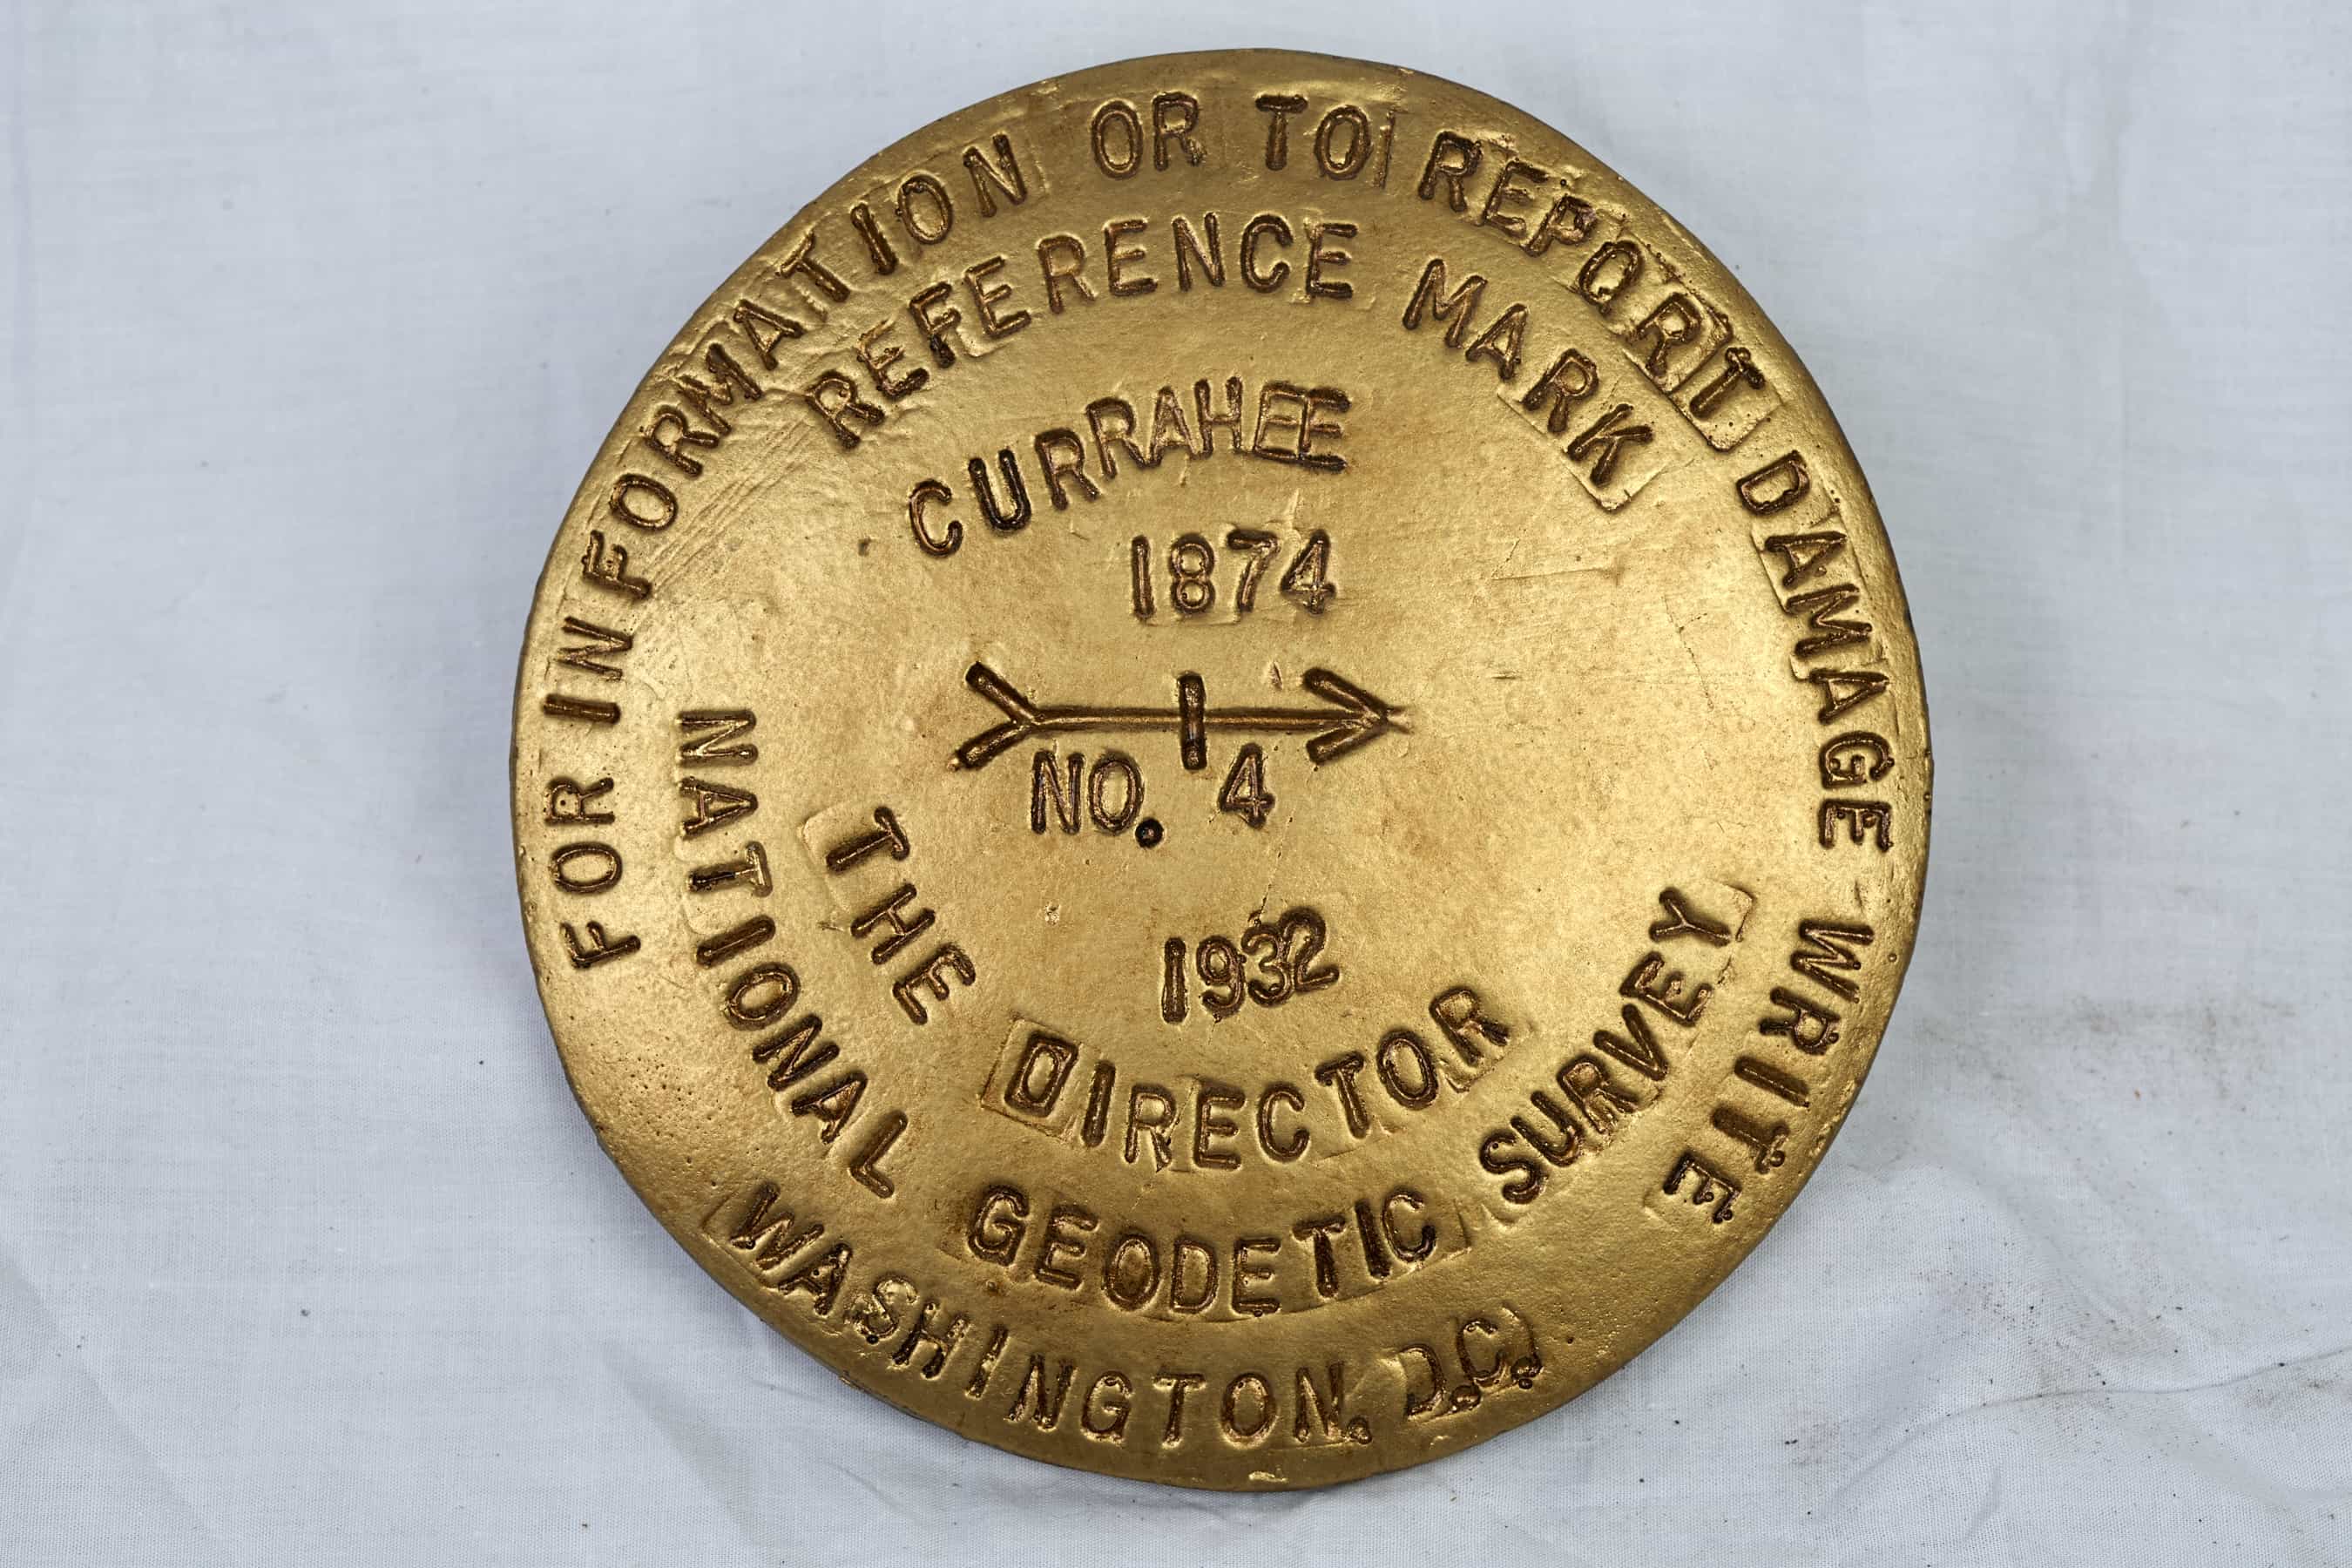 FOR INFORMATION OR TO REPORT DAMAGE WRITE
REFERENCE MARK
CURRAHEE
1874
NO. 4
1932
THE DIRECTOR
NATIONAL GEODETIC SURVEY
WASHINGTON. D.C.